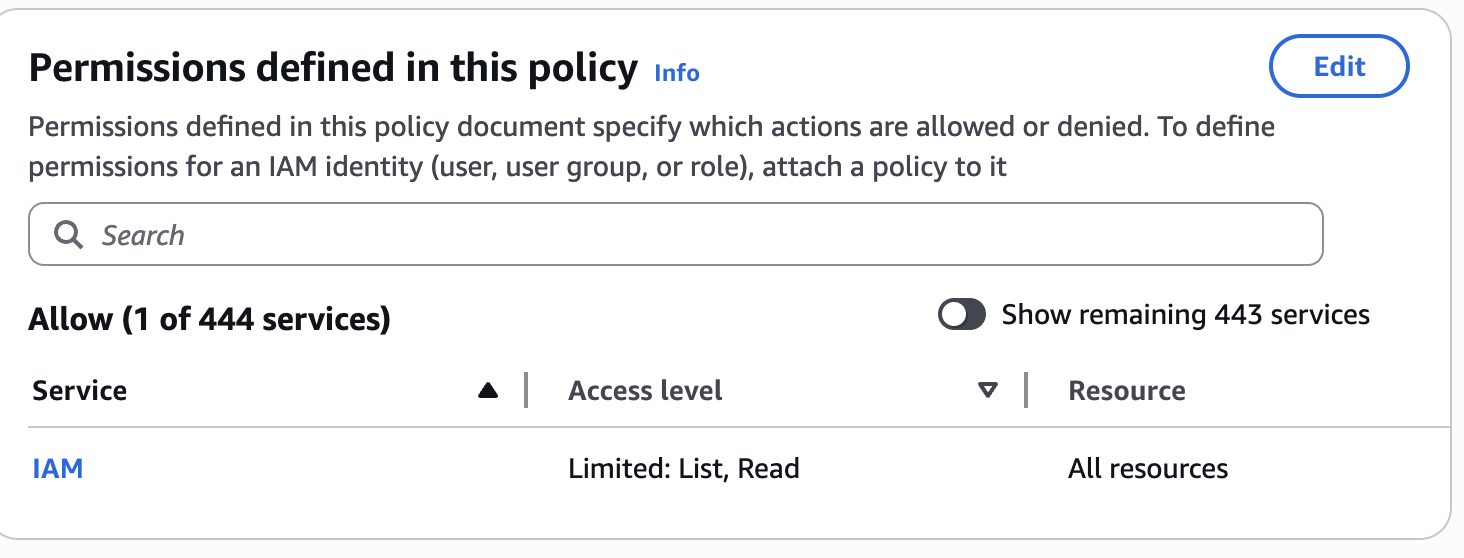 Permissions defined in this policy Info
Edit
Permissions defined in this policy document specify which actions are allowed or denied. To define
permissions for an IAM identity (user, user group, or role), attach a policy to it
Search
Allow (1 of 444 services)
Show remaining 443 services
Service
Access level
Resource
IAM
Limited: List, Read
All resources